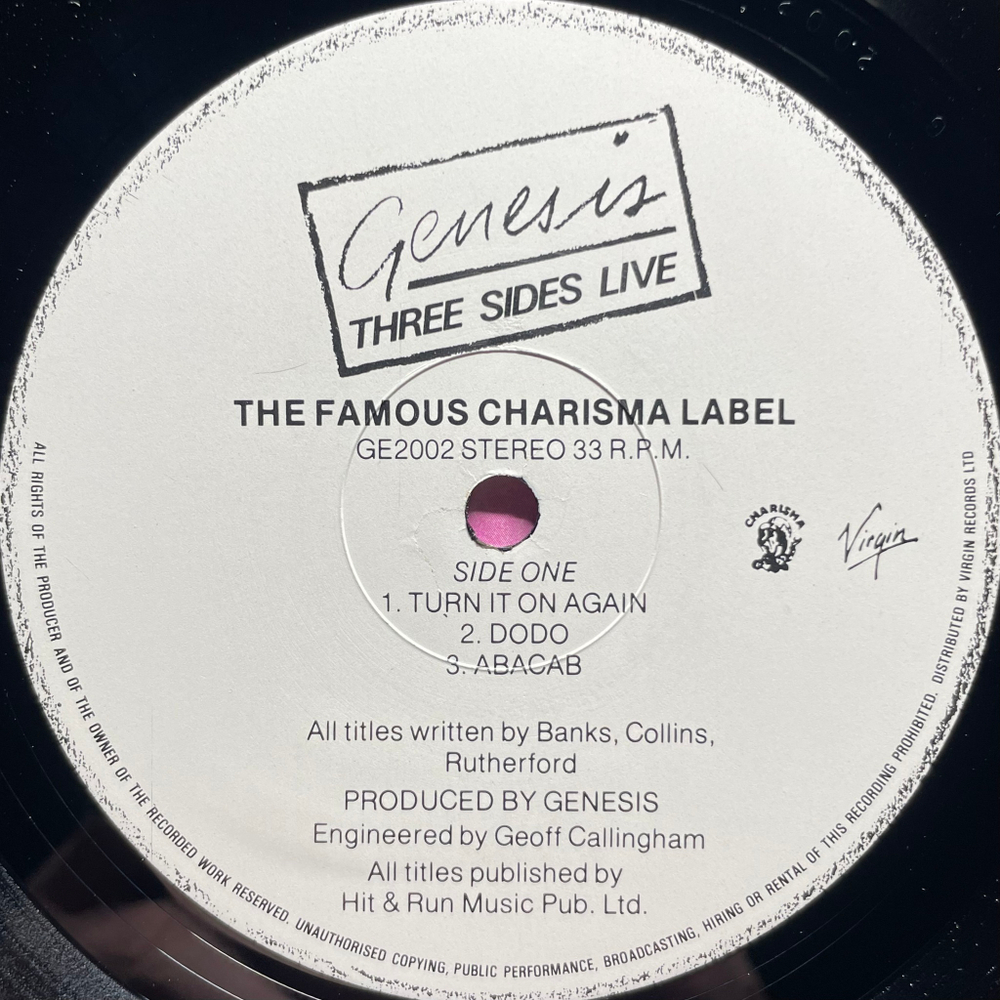 Genesis
THREE SIDES LIVE
THE FAMOUS CHARISMA LABEL
GE2002 STEREO 33 R.P.M.
CHARISMA
Virgin
SIDE ONE
1. TURN IT ON AGAIN
2. DODO
3. ABACAB
All titles written by Banks, Collins,
Rutherford
PRODUCED BY GENESIS
Engineered by Geoff Callingham
All titles published by
Hit & Run Music Pub. Ltd.
ALL RIGHTS OF THE PRODUCER AND OF THE OWNER OF THE RECORDED WORK RESERVED. UNAUTHORISED COPYING, PUBLIC PERFORMANCE, BROADCASTING, HIRING OR RENTAL OF THIS RECORDING PROHIBITED. DISTRIBUTED BY VIRGIN RECORDS LTD